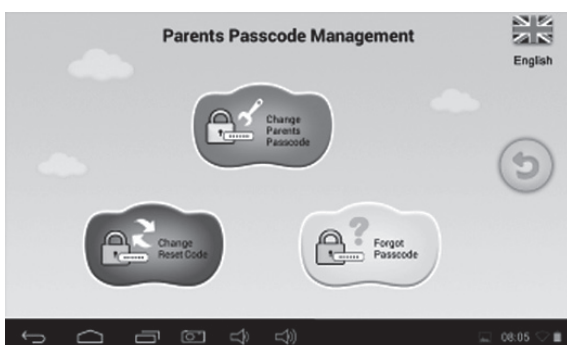 Parents Passcode Management
English
Change
Parents
Passcode
Change
Reset Code
Forgot
Passcode
08:05